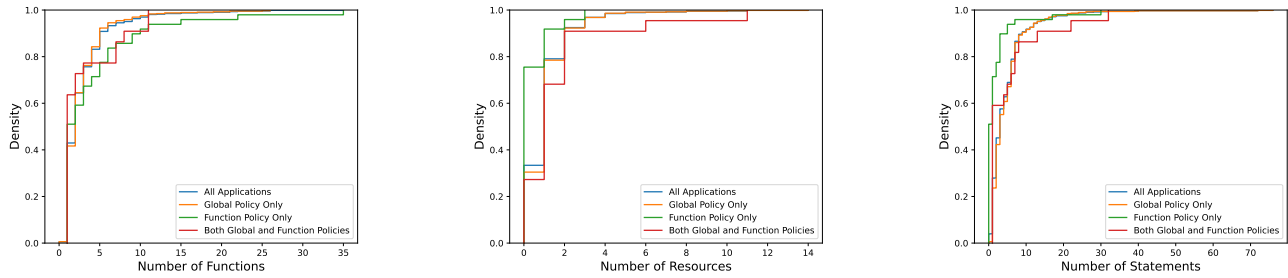 1.0
0.8
0.6
0.4
0.2
0.0
Density
0 5 10 15 20 25 30 35
Number of Functions
All Applications
Global Policy Only
Function Policy Only
Both Global and Function Policies
1.0
0.8
0.6
0.4
0.2
0.0
Density
0 2 4 6 8 10 12 14
Number of Resources
All Applications
Global Policy Only
Function Policy Only
Both Global and Function Policies
1.0
0.8
0.6
0.4
0.2
0.0
Density
0 10 20 30 40 50 60 70
Number of Statements
All Applications
Global Policy Only
Function Policy Only
Both Global and Function Policies